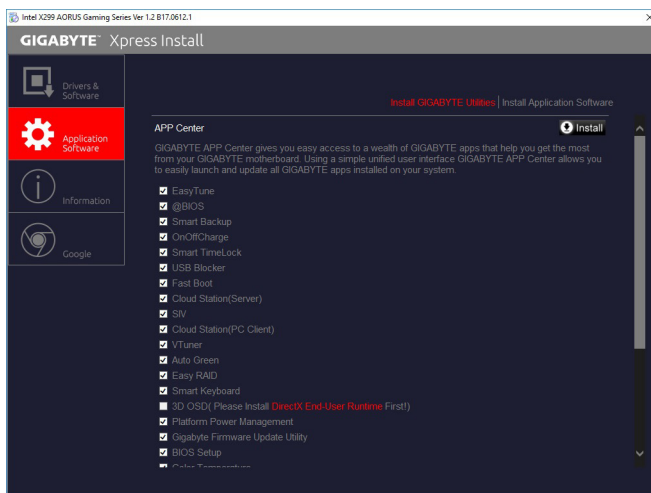 Intel X299 AORUS Gaming Series Ver 1.2 B17.0612.1
GIGABYTE™ Xpress Install
Drivers &
Software
Application
Software
Information
Google
Install GIGABYTE Utilities | Install Application Software
APP Center
Install
GIGABYTE APP Center gives you easy access to a wealth of GIGABYTE apps that help you get the most
from your GIGABYTE motherboard. Using a simple unified user interface GIGABYTE APP Center allows you
to easily launch and update all GIGABYTE apps installed on your system.
EasyTune
@BIOS
Smart Backup
OnOffCharge
Smart TimeLock
USB Blocker
Fast Boot
Cloud Station(Server)
SIV
Cloud Station(PC Client)
VTuner
Auto Green
Easy RAID
Smart Keyboard
3D OSD( Please Install DirectX End-User Runtime First!)
Platform Power Management
Gigabyte Firmware Update Utility
BIOS Setup
Color Temperature